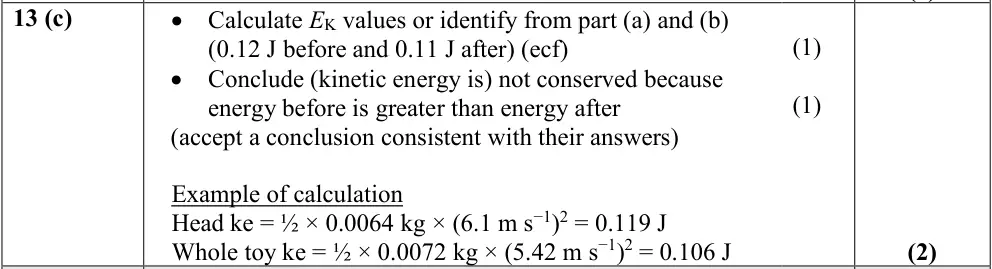 13 (c)
• Calculate EK values or identify from part (a) and (b)
(0.12 J before and 0.11 J after) (ecf) (1)
• Conclude (kinetic energy is) not conserved because
energy before is greater than energy after (1)
(accept a conclusion consistent with their answers)
Example of calculation
Head ke = ½ × 0.0064 kg × (6.1 m s⁻¹)² = 0.119 J
Whole toy ke = ½ × 0.0072 kg × (5.42 m s⁻¹)² = 0.106 J (2)